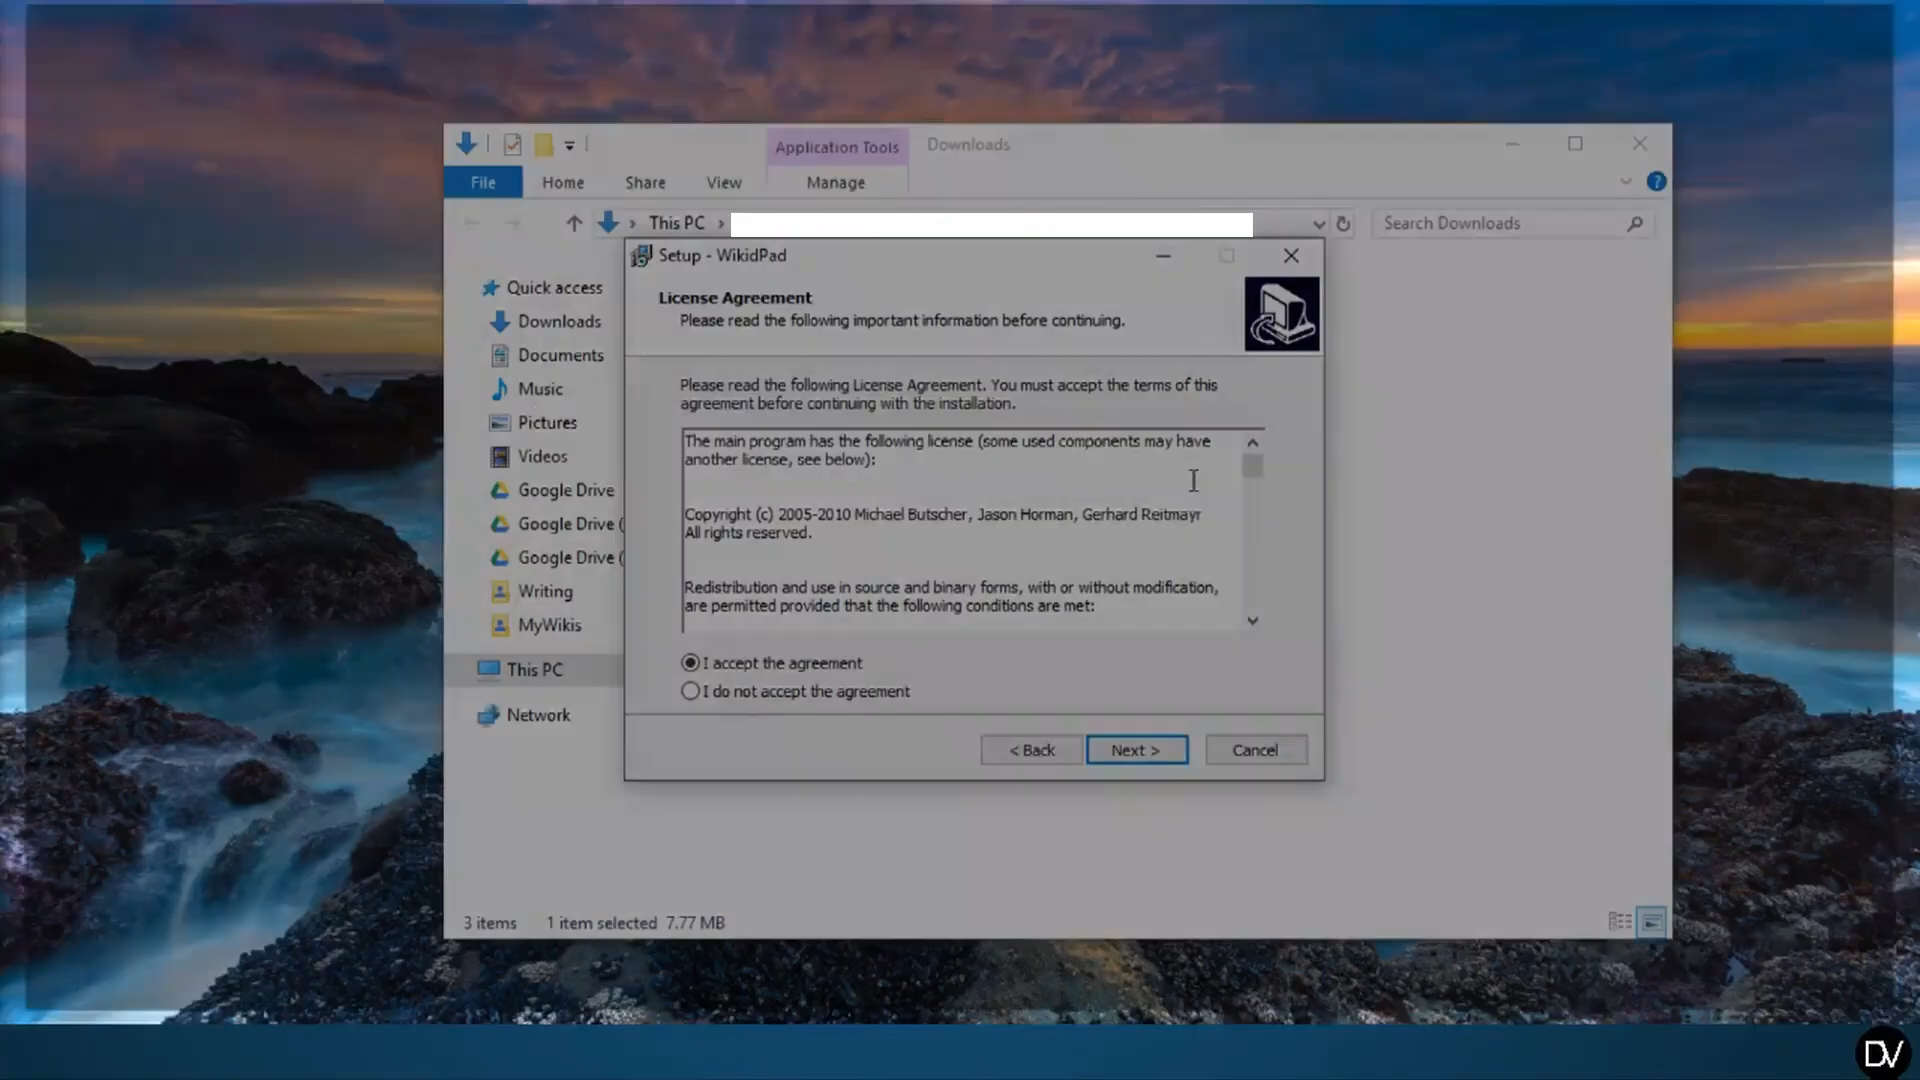 Application Tools
Downloads
File
Home
Share
View
Manage
This PC
Search Downloads
Setup - WikidPad
License Agreement
Please read the following important information before continuing.
Quick access
Downloads
Documents
Music
Pictures
Videos
Google Drive
Google Drive (
Google Drive (
Writing
MyWikis
This PC
Network
Please read the following License Agreement. You must accept the terms of this
agreement before continuing with the installation.
The main program has the following license (some used components may have
another license, see below):
Copyright (c) 2005-2010 Michael Butscher, Jason Horman, Gerhard Reitmayr
All rights reserved.
Redistribution and use in source and binary forms, with or without modification,
are permitted provided that the following conditions are met:
I accept the agreement
I do not accept the agreement
< Back
Next >
Cancel
3 items
1 item selected 7.77 MB
DV